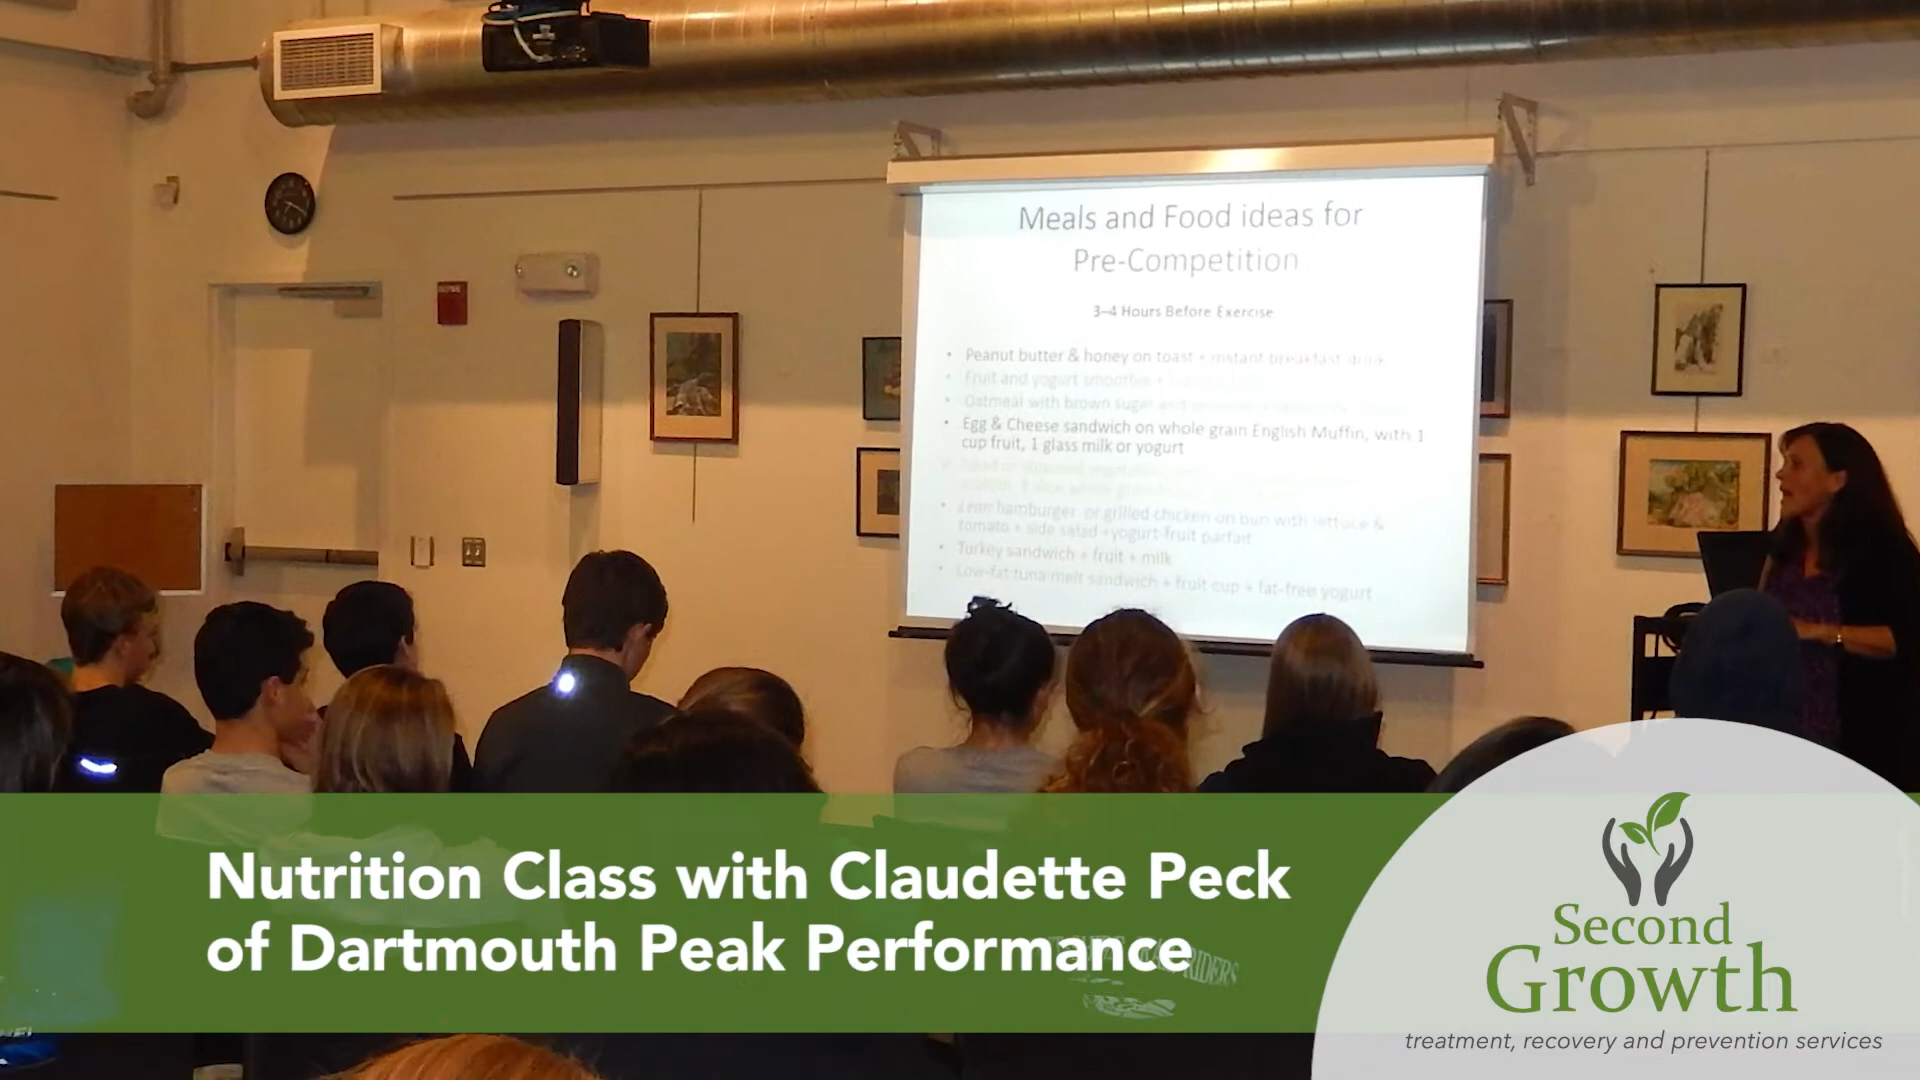 Meals and Food ideas for
Pre-Competition
3–4 Hours Before Exercise
• Peanut butter & honey on toast + instant breakfast drink
• Fruit and yogurt smoothie +
• Oatmeal with brown sugar and
• Egg & Cheese sandwich on whole grain English Muffin, with 1
cup fruit, 1 glass milk or yogurt
• Lean hamburger or grilled chicken on bun with lettuce &
tomato + side salad +yogurt-fruit parfait
• Turkey sandwich + fruit + milk
• Low-fat tuna melt sandwich + fruit cup + fat-free yogurt
Nutrition Class with Claudette Peck
of Dartmouth Peak Performance
RIDERS
Second
Growth
treatment, recovery and prevention services